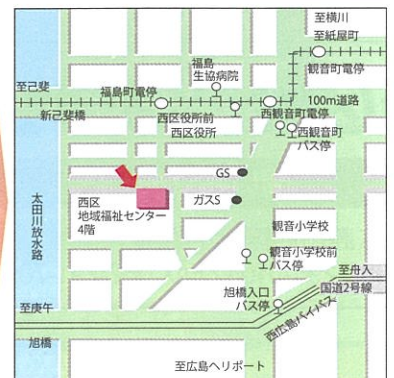 至横川
至紙屋町
福島
生協病院
観音町電停
至己斐
福島町電停
100m道路
新己斐橋
西区役所前
西区役所
西観音町電停
西観音町
バス停
GS
西区
地域福祉センター
4階
ガスS
太田川放水路
観音小学校
観音小学校前
バス停
至舟入
国道2号線
旭橋入口
バス停
西広島バイパス
至庚午
旭橋
至広島ヘリポート